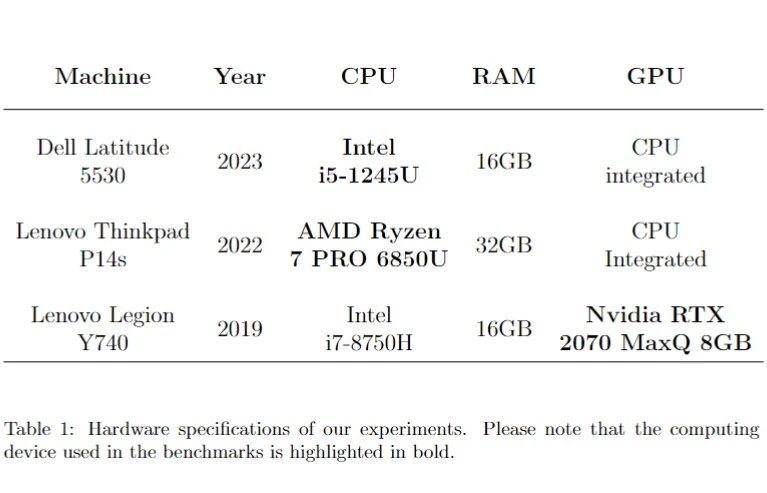 Machine Year CPU RAM GPU
Dell Latitude 5530 2023 Intel i5-1245U 16GB CPU integrated
Lenovo Thinkpad P14s 2022 AMD Ryzen 7 PRO 6850U 32GB CPU Integrated
Lenovo Legion Y740 2019 Intel i7-8750H 16GB Nvidia RTX 2070 MaxQ 8GB
Table 1: Hardware specifications of our experiments. Please note that the computing
device used in the benchmarks is highlighted in bold.